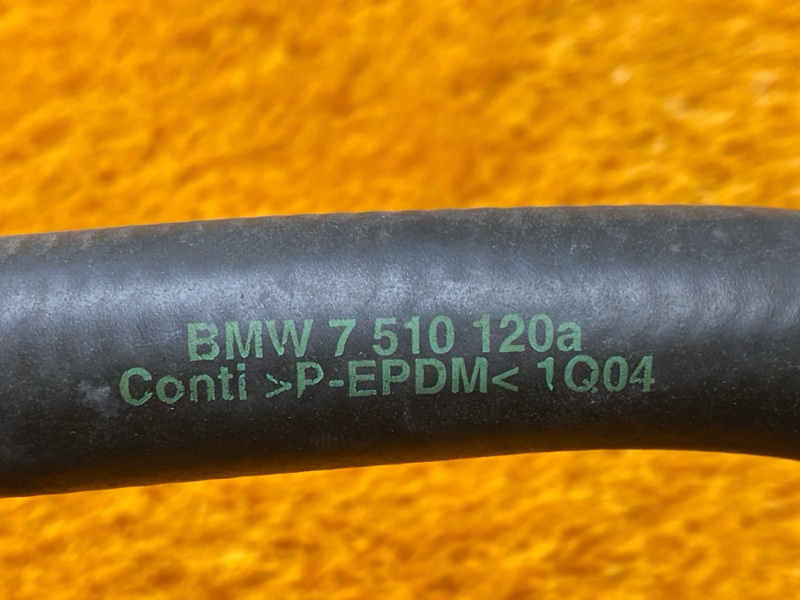 BMW 7 510 120a
Conti >P-EPDM< 1Q04